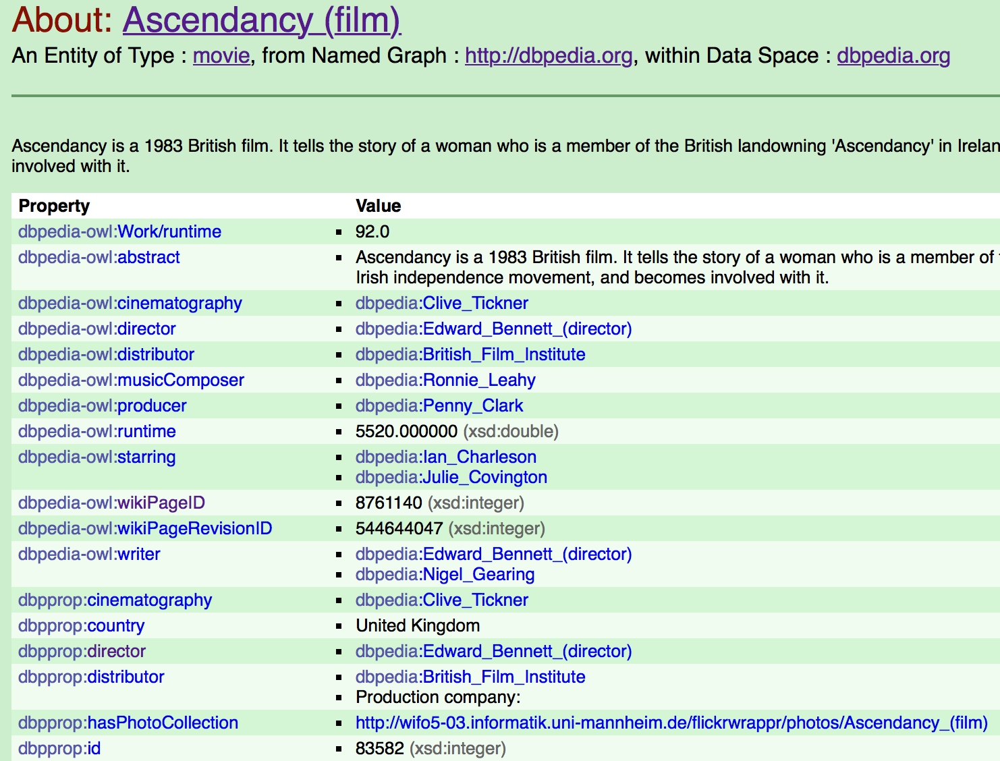 About: Ascendancy (film)
An Entity of Type : movie, from Named Graph : http://dbpedia.org, within Data Space : dbpedia.org
Ascendancy is a 1983 British film. It tells the story of a woman who is a member of the British landowning 'Ascendancy' in
involved with it.
Property Value
dbpedia-owl:Work/runtime ▪ 92.0
dbpedia-owl:abstract ▪ Ascendancy is a 1983 British film. It tells the story of a woman who is a member of
Irish independence movement, and becomes involved with it.
dbpedia-owl:cinematography ▪ dbpedia:Clive_Tickner
dbpedia-owl:director ▪ dbpedia:Edward_Bennett_(director)
dbpedia-owl:distributor ▪ dbpedia:British_Film_Institute
dbpedia-owl:musicComposer ▪ dbpedia:Ronnie_Leahy
dbpedia-owl:producer ▪ dbpedia:Penny_Clark
dbpedia-owl:runtime ▪ 5520.000000 (xsd:double)
dbpedia-owl:starring ▪ dbpedia:Ian_Charleson
▪ dbpedia:Julie_Covington
dbpedia-owl:wikiPageID ▪ 8761140 (xsd:integer)
dbpedia-owl:wikiPageRevisionID ▪ 544644047 (xsd:integer)
dbpedia-owl:writer ▪ dbpedia:Edward_Bennett_(director)
▪ dbpedia:Nigel_Gearing
dbpprop:cinematography ▪ dbpedia:Clive_Tickner
dbpprop:country ▪ United Kingdom
dbpprop:director ▪ dbpedia:Edward_Bennett_(director)
dbpprop:distributor ▪ dbpedia:British_Film_Institute
▪ Production company:
dbpprop:hasPhotoCollection ▪ http://wifo5-03.informatik.uni-mannheim.de/flickrwrappr/photos/Ascendancy_(film)
dbpprop:id ▪ 83582 (xsd:integer)